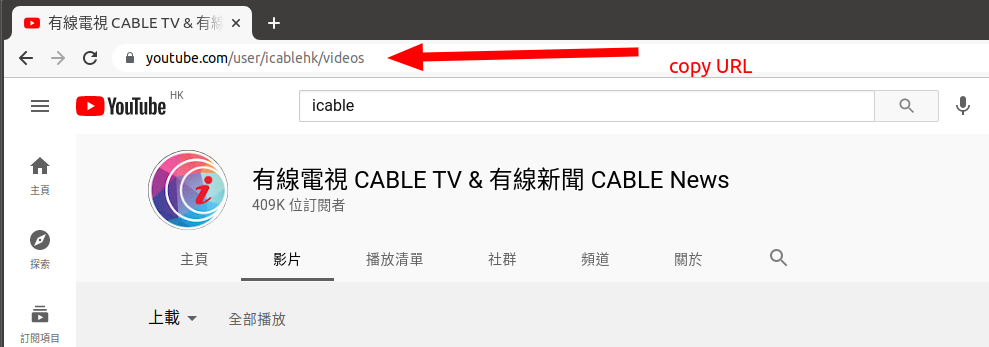 有線電視 CABLE TV & 有線
youtube.com/user/icablehk/videos
copy URL
YouTube HK
icable
有線電視 CABLE TV & 有線新聞 CABLE News
409K 位訂閱者
主頁
探索
訂閱項目
主頁 影片 播放清單 社群 頻道 關於
上載 全部播放